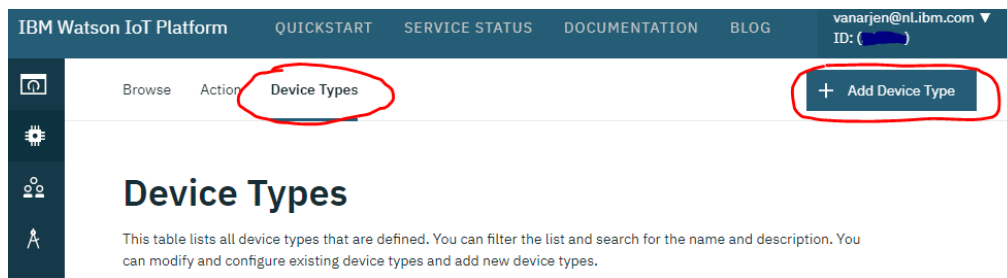 IBM Watson IoT Platform QUICKSTART SERVICE STATUS DOCUMENTATION BLOG vanarjen@nl.ibm.com ▼
ID: ( )
Browse Action Device Types + Add Device Type
Device Types
This table lists all device types that are defined. You can filter the list and search for the name and description. You
can modify and configure existing device types and add new device types.